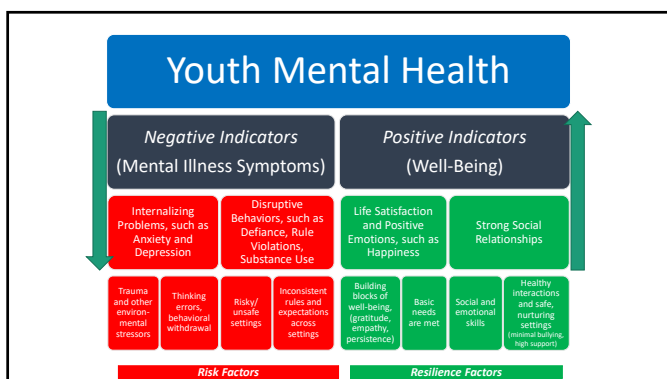 Youth Mental Health
Negative Indicators
(Mental Illness Symptoms)
Positive Indicators
(Well-Being)
Internalizing
Problems, such as
Anxiety and
Depression
Disruptive
Behaviors, such as
Defiance, Rule
Violations,
Substance Use
Life Satisfaction
and Positive
Emotions, such as
Happiness
Strong Social
Relationships
Trauma
and other
environ-
mental
stressors
Thinking
errors,
behavioral
withdrawal
Risky/
unsafe
settings
Inconsistent
rules and
expectations
across
settings
Building
blocks of
well-being,
(gratitude,
empathy,
persistence)
Basic
needs
are met
Social and
emotional
skills
Healthy
interactions
and safe,
nurturing
settings
(minimal bullying,
high support)
Risk Factors
Resilience Factors